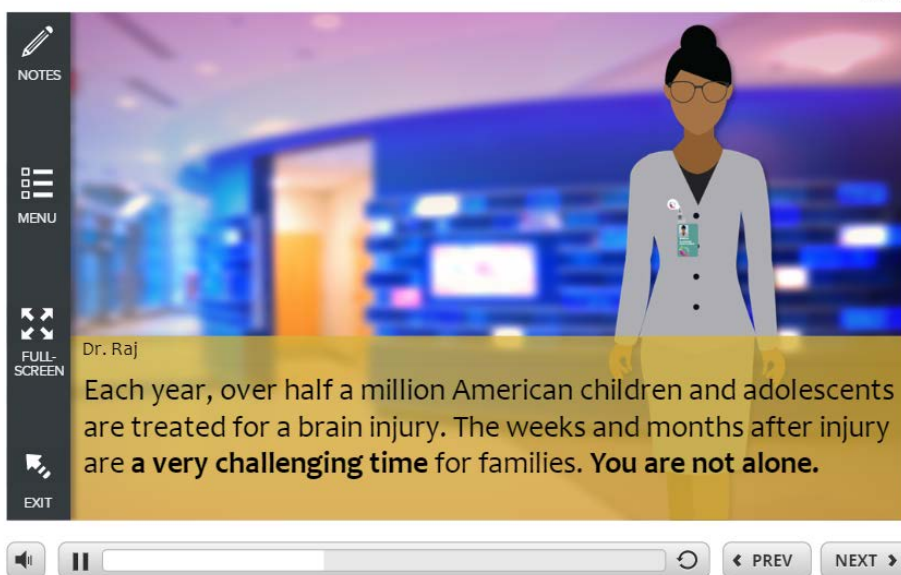 NOTES
MENU
FULL-
SCREEN
EXIT
Dr. Raj
Each year, over half a million American children and adolescents
are treated for a brain injury. The weeks and months after injury
are a very challenging time for families. You are not alone.
PREV
NEXT